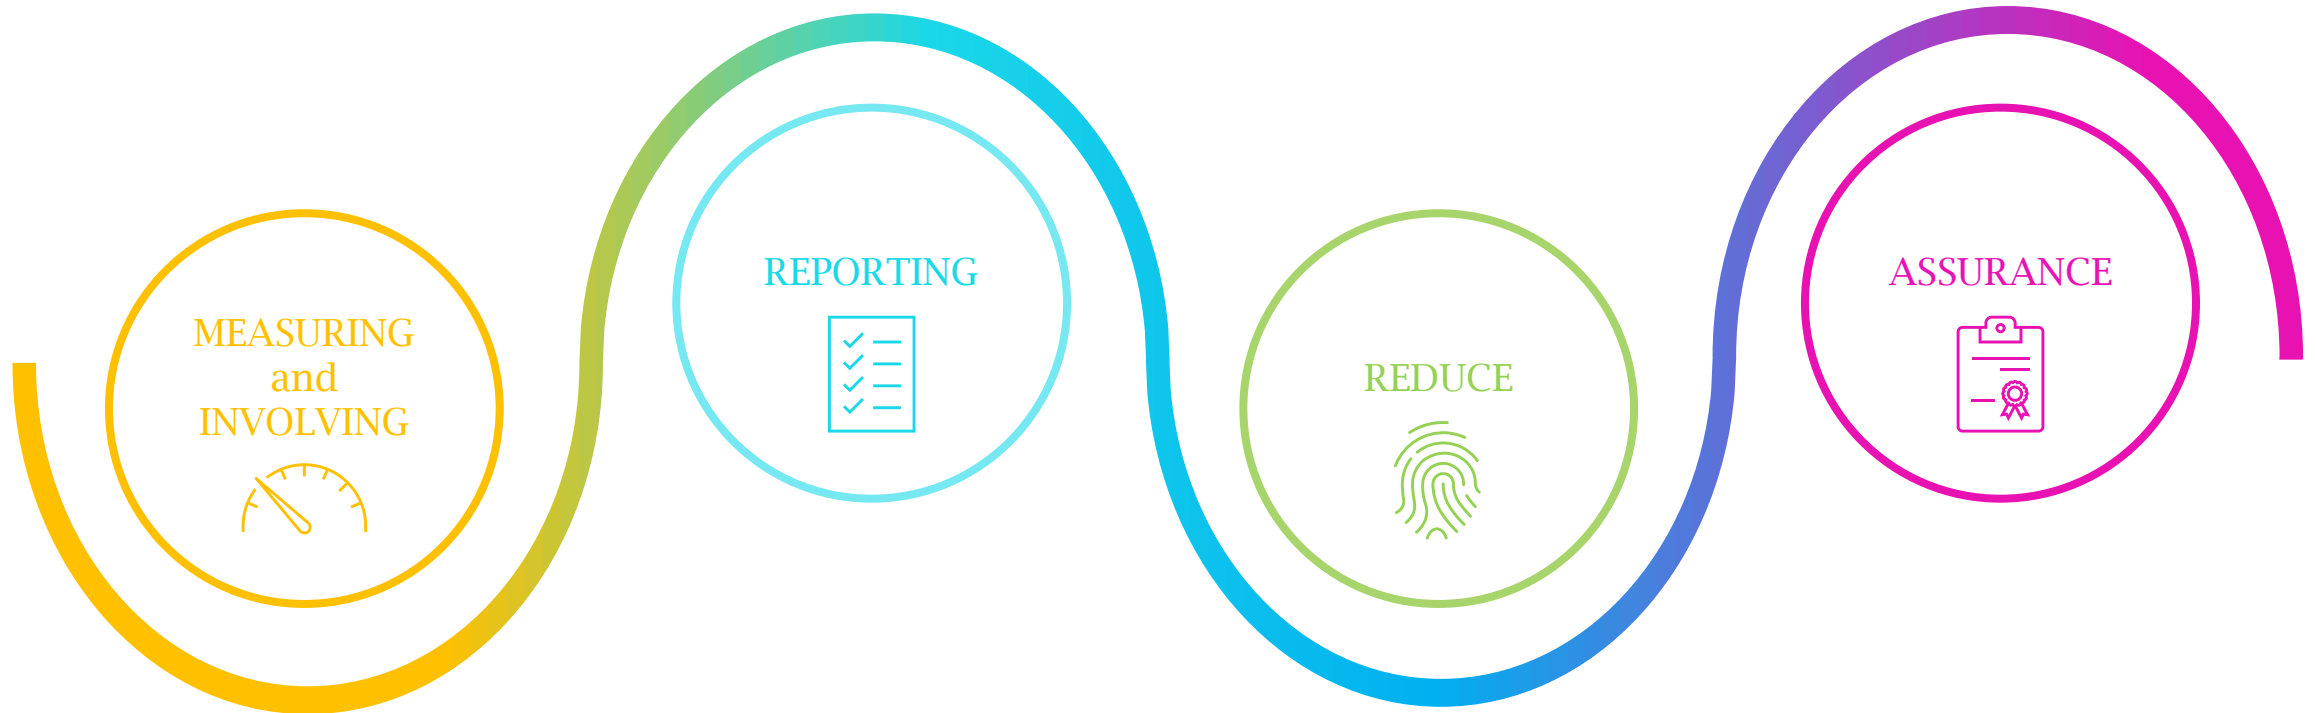 MEASURING
and
INVOLVING
REPORTING
REDUCE
ASSURANCE